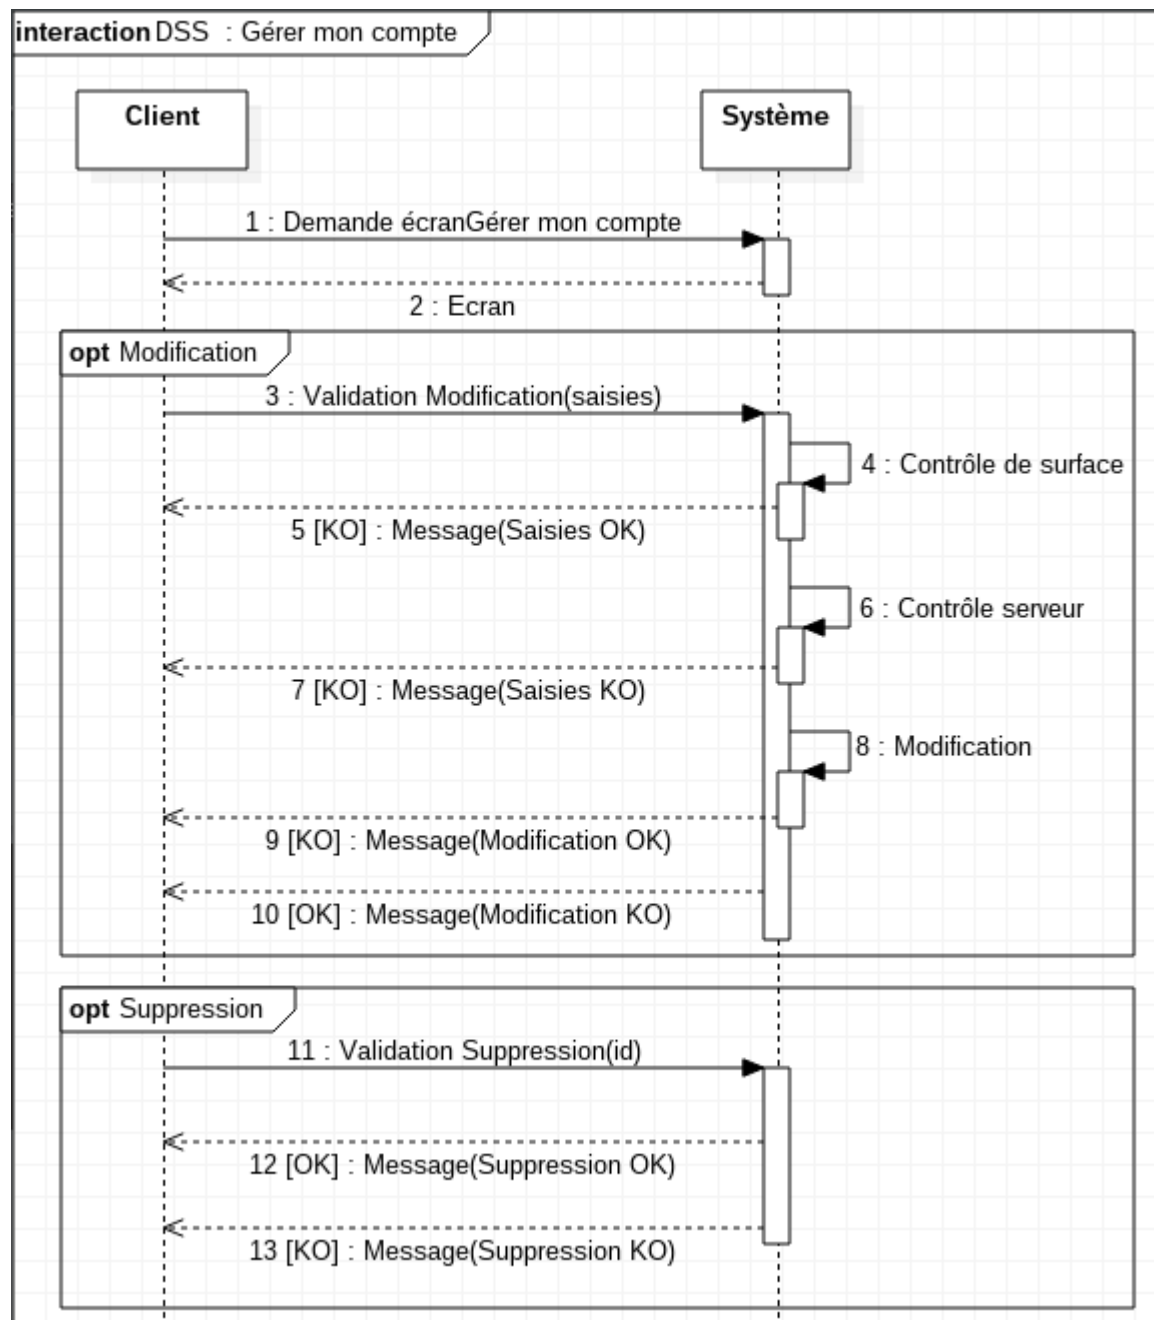 interaction DSS : Gérer mon compte
Client
Système
1 : Demande écranGérer mon compte
2 : Ecran
opt Modification
3 : Validation Modification(saisies)
4 : Contrôle de surface
5 [KO] : Message(Saisies OK)
6 : Contrôle serveur
7 [KO] : Message(Saisies KO)
8 : Modification
9 [KO] : Message(Modification OK)
10 [OK] : Message(Modification KO)
opt Suppression
11 : Validation Suppression(id)
12 [OK] : Message(Suppression OK)
13 [KO] : Message(Suppression KO)